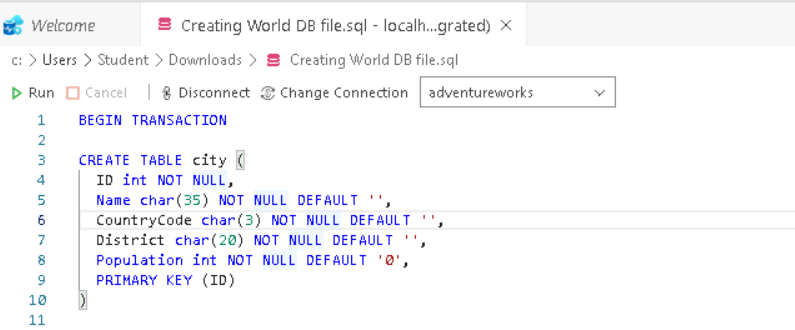 Welcome
Creating World DB file.sql - localh...grated)
c: > Users > Student > Downloads > Creating World DB file.sql
Run Cancel Disconnect Change Connection adventureworks
1 BEGIN TRANSACTION
2
3 CREATE TABLE city (
4 ID int NOT NULL,
5 Name char(35) NOT NULL DEFAULT '',
6 CountryCode char(3) NOT NULL DEFAULT '',
7 District char(20) NOT NULL DEFAULT '',
8 Population int NOT NULL DEFAULT '0',
9 PRIMARY KEY (ID)
10 )
11